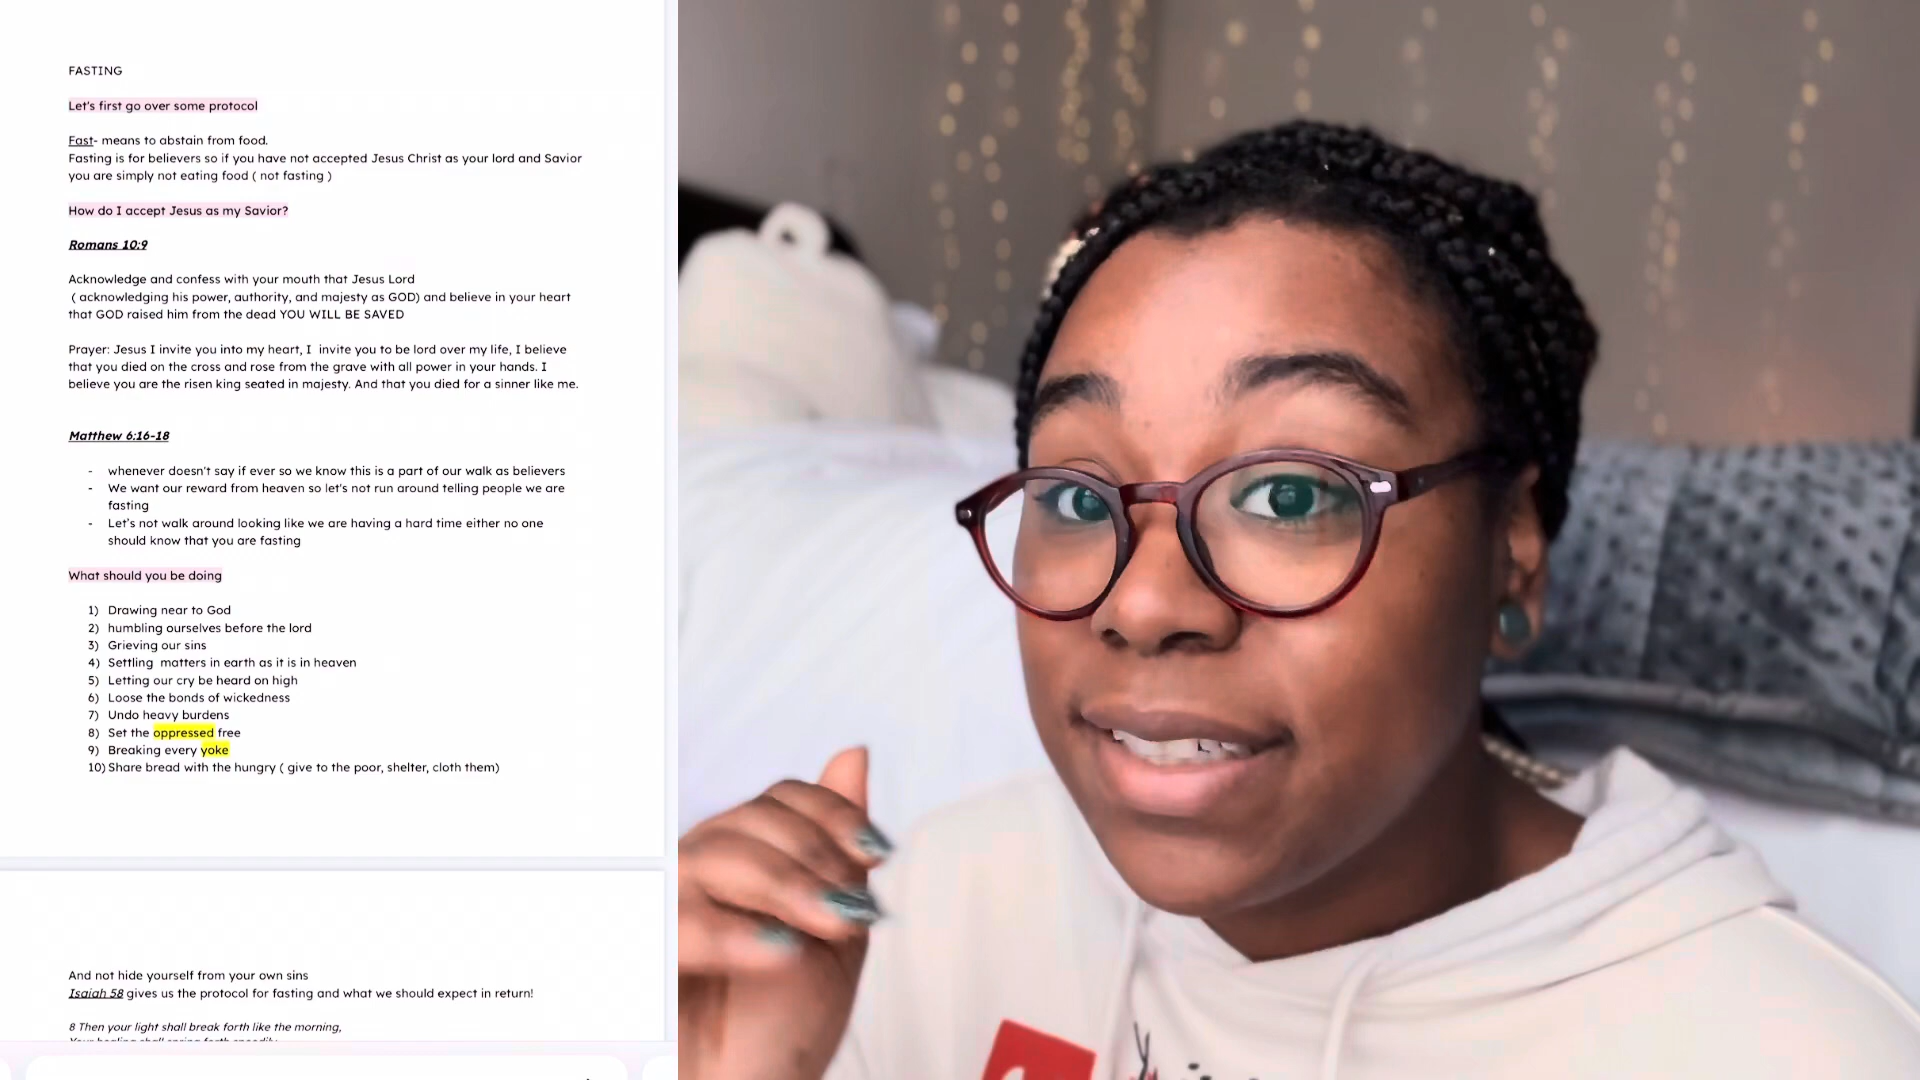 FASTING
Let's first go over some protocol
Fast- means to abstain from food.
Fasting is for believers so if you have not accepted Jesus Christ as your lord and Savior
you are simply not eating food ( not fasting )
How do I accept Jesus as my Savior?
Romans 10:9
Acknowledge and confess with your mouth that Jesus Lord
( acknowledging his power, authority, and majesty as GOD) and believe in your heart
that GOD raised him from the dead YOU WILL BE SAVED
Prayer: Jesus I invite you into my heart, I  invite you to be lord over my life, I believe
that you died on the cross and rose from the grave with all power in your hands. I
believe you are the risen king seated in majesty. And that you died for a sinner like me.
Matthew 6:16-18
- whenever doesn't say if ever so we know this is a part of our walk as believers
- We want our reward from heaven so let's not run around telling people we are
fasting
- Let's not walk around looking like we are having a hard time either no one
should know that you are fasting
What should you be doing
1) Drawing near to God
2) humbling ourselves before the lord
3) Grieving our sins
4) Settling  matters in earth as it is in heaven
5) Letting our cry be heard on high
6) Loose the bonds of wickedness
7) Undo heavy burdens
8) Set the oppressed free
9) Breaking every yoke
10) Share bread with the hungry ( give to the poor, shelter, cloth them)
And not hide yourself from your own sins
Isaiah 58 gives us the protocol for fasting and what we should expect in return!
8 Then your light shall break forth like the morning,
Your healing shall spring forth speedily,